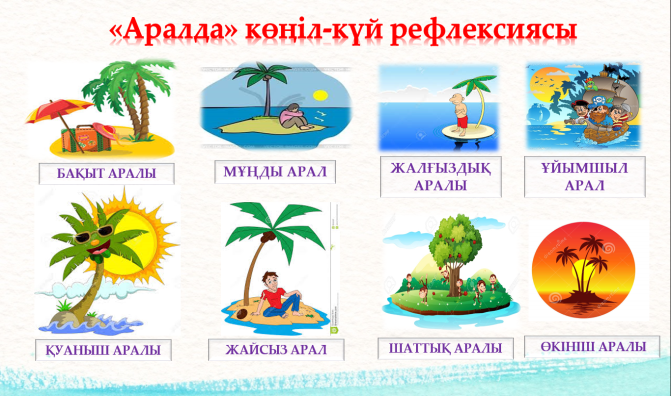 «Аралда» көңіл-күй рефлексиясы
БАҚЫТ АРАЛЫ
МҰҢДЫ АРАЛ
ЖАЛҒЫЗДЫҚ
АРАЛЫ
ҰЙЫМШЫЛ
АРАЛ
ҚУАНЫШ АРАЛЫ
ЖАЙСЫЗ АРАЛ
ШАТТЫҚ АРАЛЫ
ӨКІНІШ АРАЛЫ